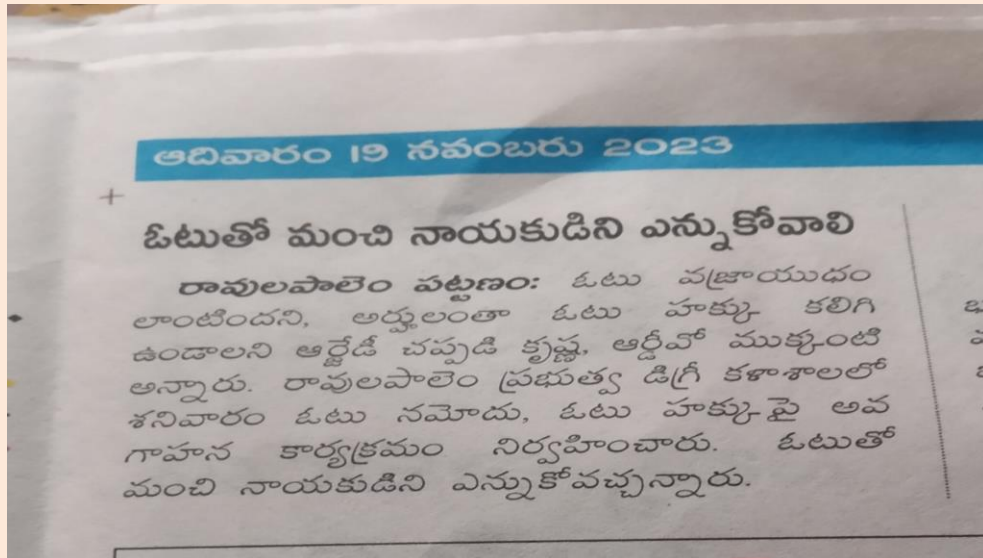 ఆదివారం 19 నవంబరు 2023
ఓటుతో మంచి నాయకుడిని ఎన్నుకోవాలి
రావులపాలెం పట్టణం: ఓటు వజ్రాయుధం
లాంటిందని, అర్హులంతా ఓటు హక్కు కలిగి
ఉండాలని ఆర్జేడీ చప్పడి కృష్ణ, ఆర్డీవో ముక్కంటి
అన్నారు. రావులపాలెం ప్రభుత్వ డిగ్రీ కళాశాలలో
శనివారం ఓటు నమోదు, ఓటు హక్కుపై అవ
గాహన కార్యక్రమం నిర్వహించారు. ఓటుతో
మంచి నాయకుడిని ఎన్నుకోవచ్చన్నారు.